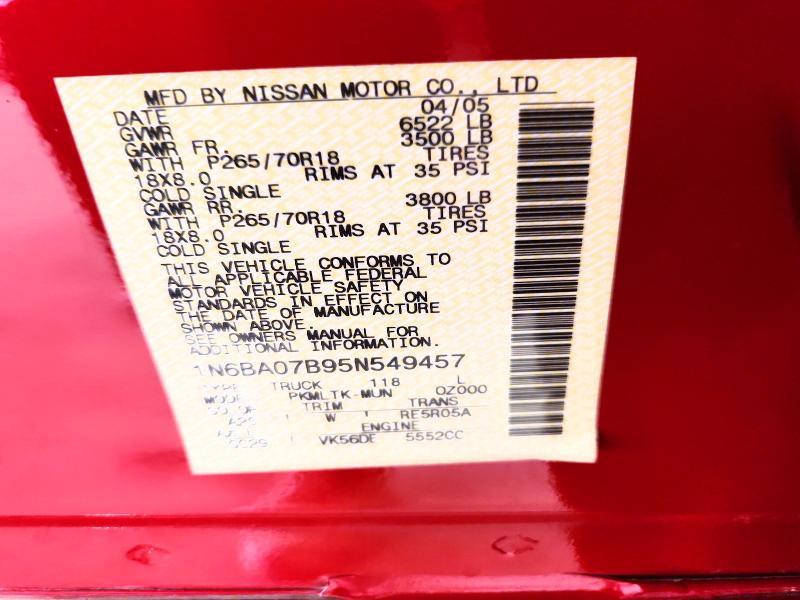 MFD BY NISSAN MOTOR CO., LTD
DATE 04/05
GVWR 6522 LB
GAWR FR. 3500 LB
WITH P265/70R18 TIRES
18X8.0 RIMS AT 35 PSI
COLD SINGLE
GAWR RR. 3800 LB
WITH P265/70R18 TIRES
18X8.0 RIMS AT 35 PSI
COLD SINGLE
THIS VEHICLE CONFORMS TO
ALL APPLICABLE FEDERAL
MOTOR VEHICLE SAFETY
STANDARDS IN EFFECT ON
THE DATE OF MANUFACTURE
SHOWN ABOVE.
SEE OWNERS MANUAL FOR
ADDITIONAL INFORMATION.
1N6BA07B95N549457
TYPE TRUCK 118 L
MODEL PKMLTK-MUN OZ000
TRIM TRANS
W RE5R05A
ENGINE
VK56DE 5552CC